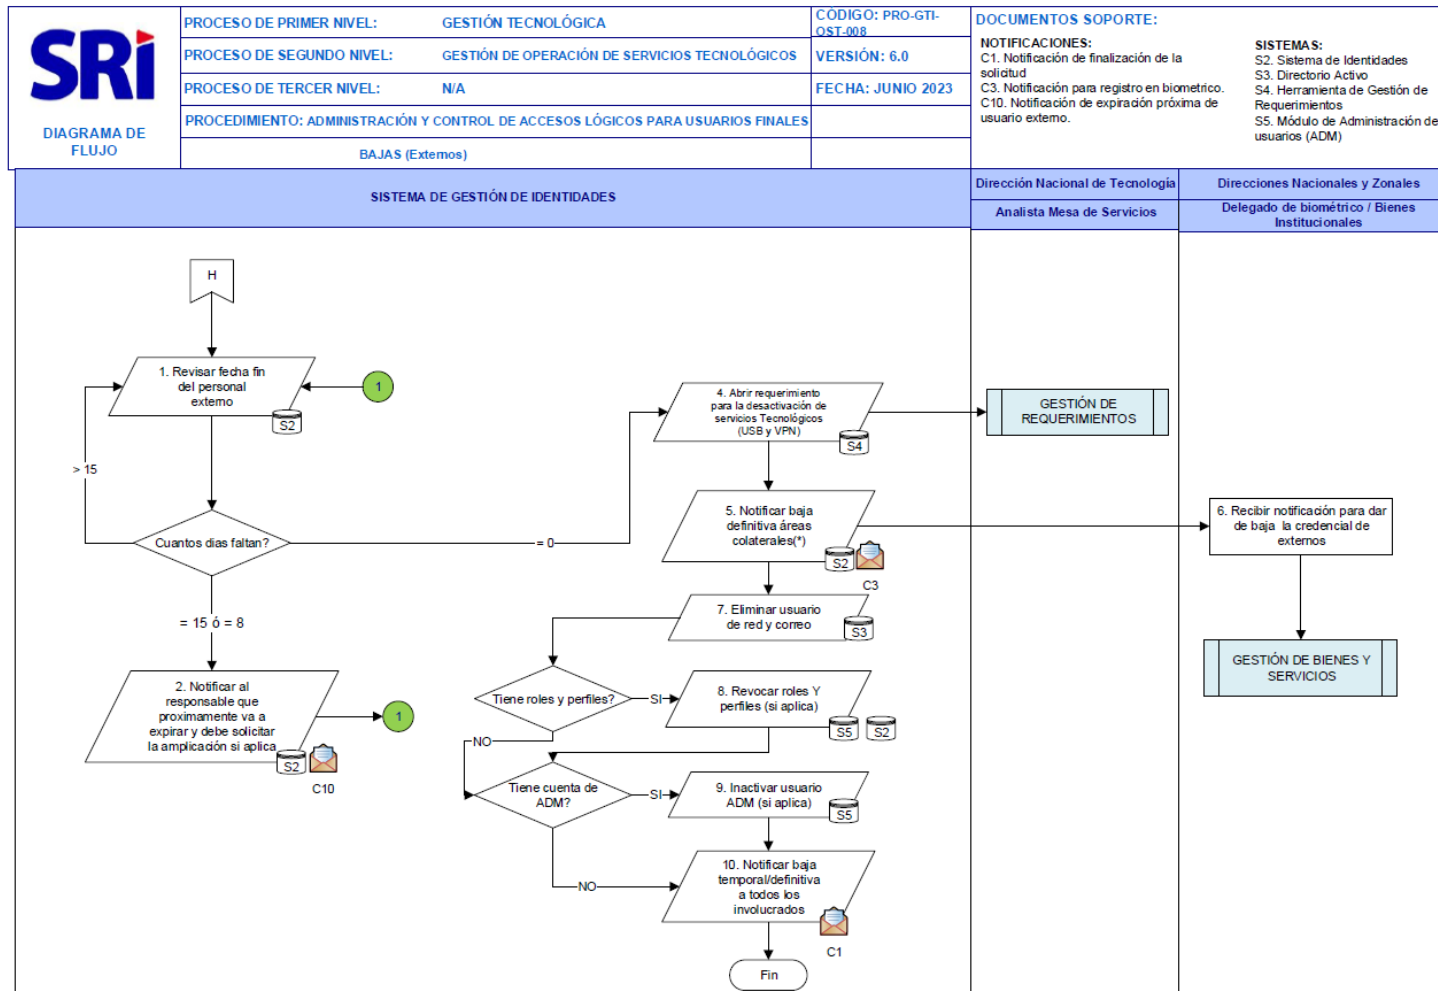 SRi
DIAGRAMA DE
FLUJO
PROCESO DE PRIMER NIVEL: GESTIÓN TECNOLÓGICA
CÓDIGO: PRO-GTI-
OST-008
PROCESO DE SEGUNDO NIVEL: GESTIÓN DE OPERACIÓN DE SERVICIOS TECNOLÓGICOS
VERSIÓN: 6.0
PROCESO DE TERCER NIVEL: N/A
FECHA: JUNIO 2023
PROCEDIMIENTO: ADMINISTRACIÓN Y CONTROL DE ACCESOS LÓGICOS PARA USUARIOS FINALES
BAJAS (Externos)
DOCUMENTOS SOPORTE:
NOTIFICACIONES:
C1. Notificación de finalización de la
solicitud
C3. Notificación para registro en biometrico.
C10. Notificación de expiración próxima de
usuario externo.
SISTEMAS:
S2. Sistema de Identidades
S3. Directorio Activo
S4. Herramienta de Gestión de
Requerimientos
S5. Módulo de Administración de
usuarios (ADM)
SISTEMA DE GESTIÓN DE IDENTIDADES
Dirección Nacional de Tecnología
Analista Mesa de Servicios
Direcciones Nacionales y Zonales
Delegado de biométrico / Bienes
Institucionales
H
1. Revisar fecha fin
del personal
externo
S2
1
> 15
Cuantos dias faltan?
= 0
= 15 ó = 8
2. Notificar al
responsable que
proximamente va a
expirar y debe solicitar
la amplicación si aplica
S2
C10
1
4. Abrir requerimiento
para la desactivación de
servicios Tecnológicos
(USB y VPN)
S4
GESTIÓN DE
REQUERIMIENTOS
5. Notificar baja
definitiva áreas
colaterales(*)
S2
C3
6. Recibir notificación para dar
de baja la credencial de
externos
GESTIÓN DE BIENES Y
SERVICIOS
7. Eliminar usuario
de red y correo
S3
Tiene roles y perfiles?
SI
NO
8. Revocar roles Y
perfiles (si aplica)
S5
S2
Tiene cuenta de
ADM?
SI
NO
9. Inactivar usuario
ADM (si aplica)
S5
10. Notificar baja
temporal/definitiva
a todos los
involucrados
C1
Fin